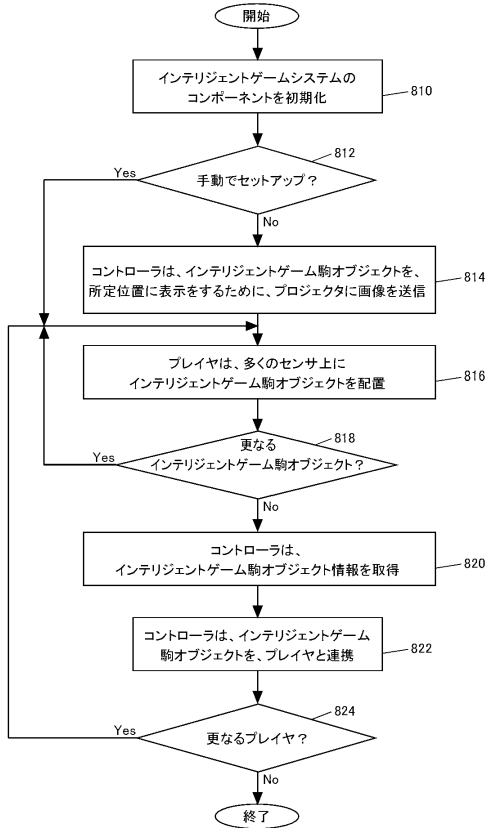 開始
インテリジェントゲームシステムの
コンポーネントを初期化
810
812
手動でセットアップ？
Yes
No
コントローラは、インテリジェントゲーム駒オブジェクトを、
所定位置に表示をするために、プロジェクタに画像を送信
814
プレイヤは、多くのセンサ上に
インテリジェントゲーム駒オブジェクトを配置
816
818
更なる
インテリジェントゲーム駒オブジェクト？
Yes
No
コントローラは、
インテリジェントゲーム駒オブジェクト情報を取得
820
コントローラは、インテリジェントゲーム
駒オブジェクトを、プレイヤと連携
822
824
更なるプレイヤ？
Yes
No
終了